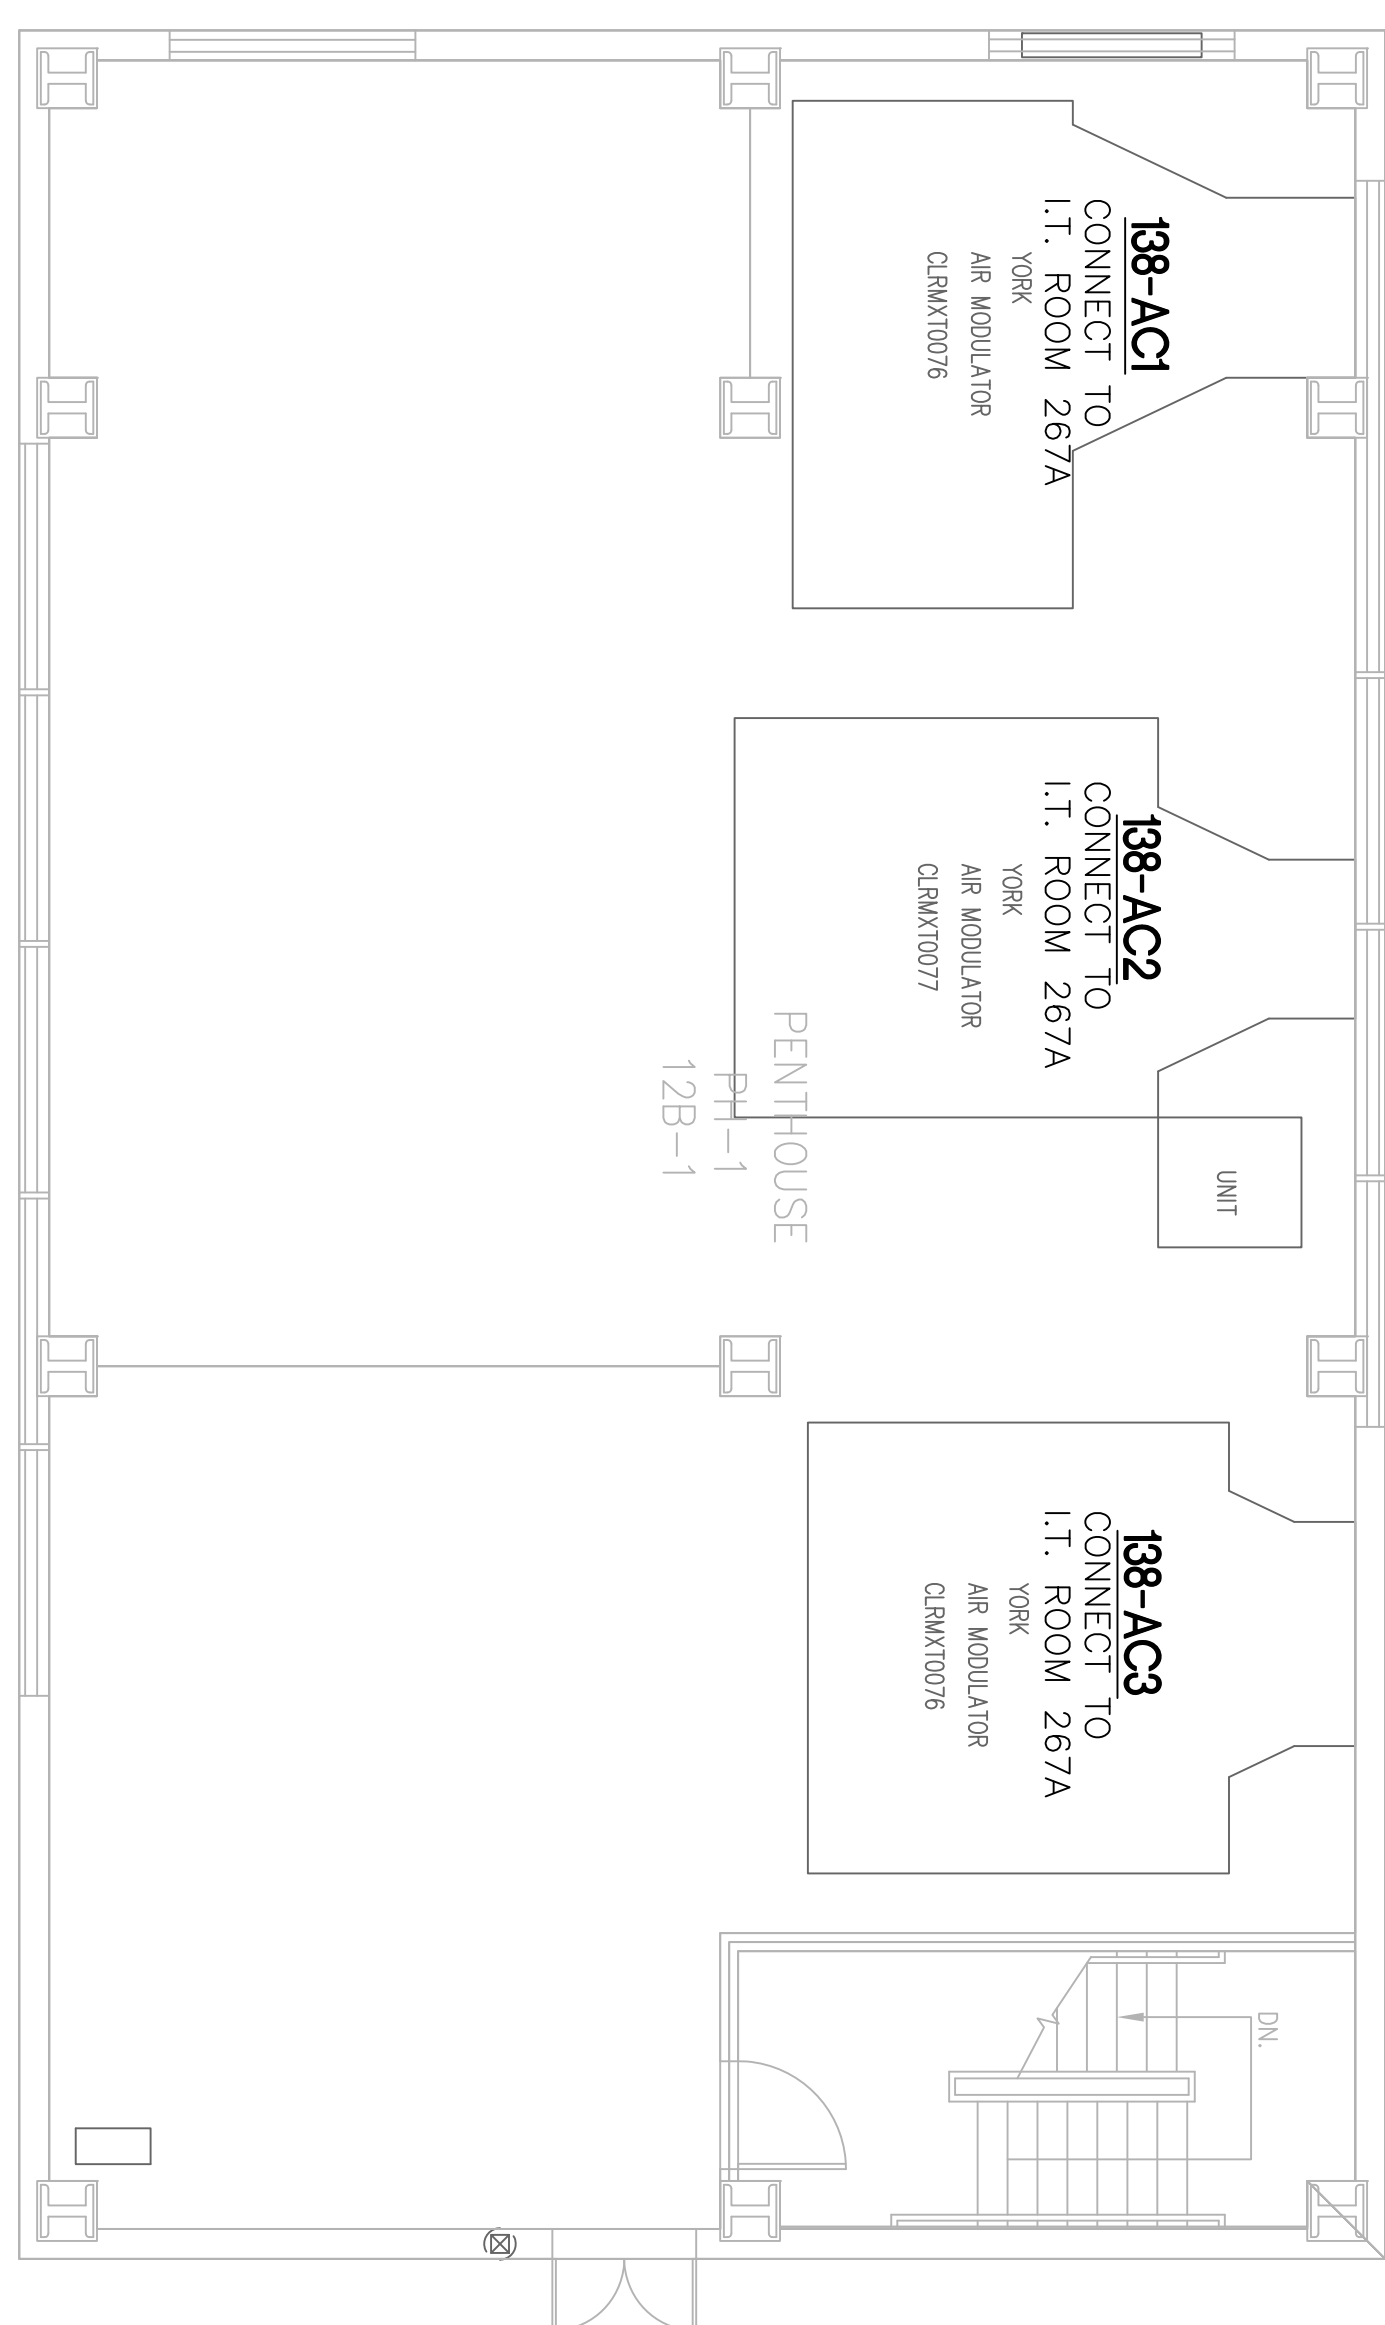 138-AC1
CONNECT TO
I.T. ROOM 267A
YORK
AIR MODULATOR
CLRMXT0076
138-AC2
CONNECT TO
I.T. ROOM 267A
YORK
AIR MODULATOR
CLRMXT0077
PENTHOUSE
PH-1
12B-1
UNIT
138-AC3
CONNECT TO
I.T. ROOM 267A
YORK
AIR MODULATOR
CLRMXT0076
DN.